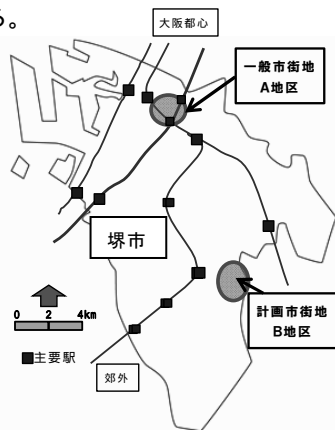 る。
大阪都心
一般市街地
A地区
堺市
0 2 4km
計画市街地
B地区
■主要駅
郊外